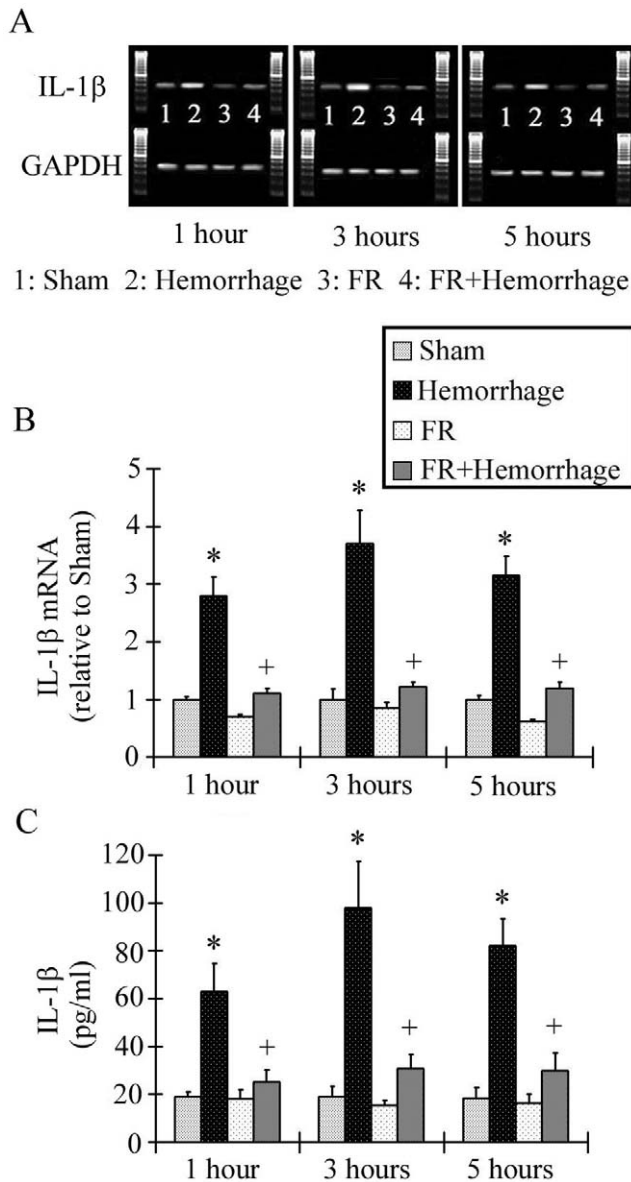 A
IL-1β
1 2 3 4 1 2 3 4 1 2 3 4
GAPDH
1 hour 3 hours 5 hours
1: Sham 2: Hemorrhage 3: FR 4: FR+Hemorrhage
Sham
Hemorrhage
FR
FR+Hemorrhage
B
IL-1β mRNA
(relative to Sham)
5
4
3
2
1
0
* + * + * +
1 hour 3 hours 5 hours
C
IL-1β
(pg/ml)
120
100
80
60
40
20
0
* + * + * +
1 hour 3 hours 5 hours